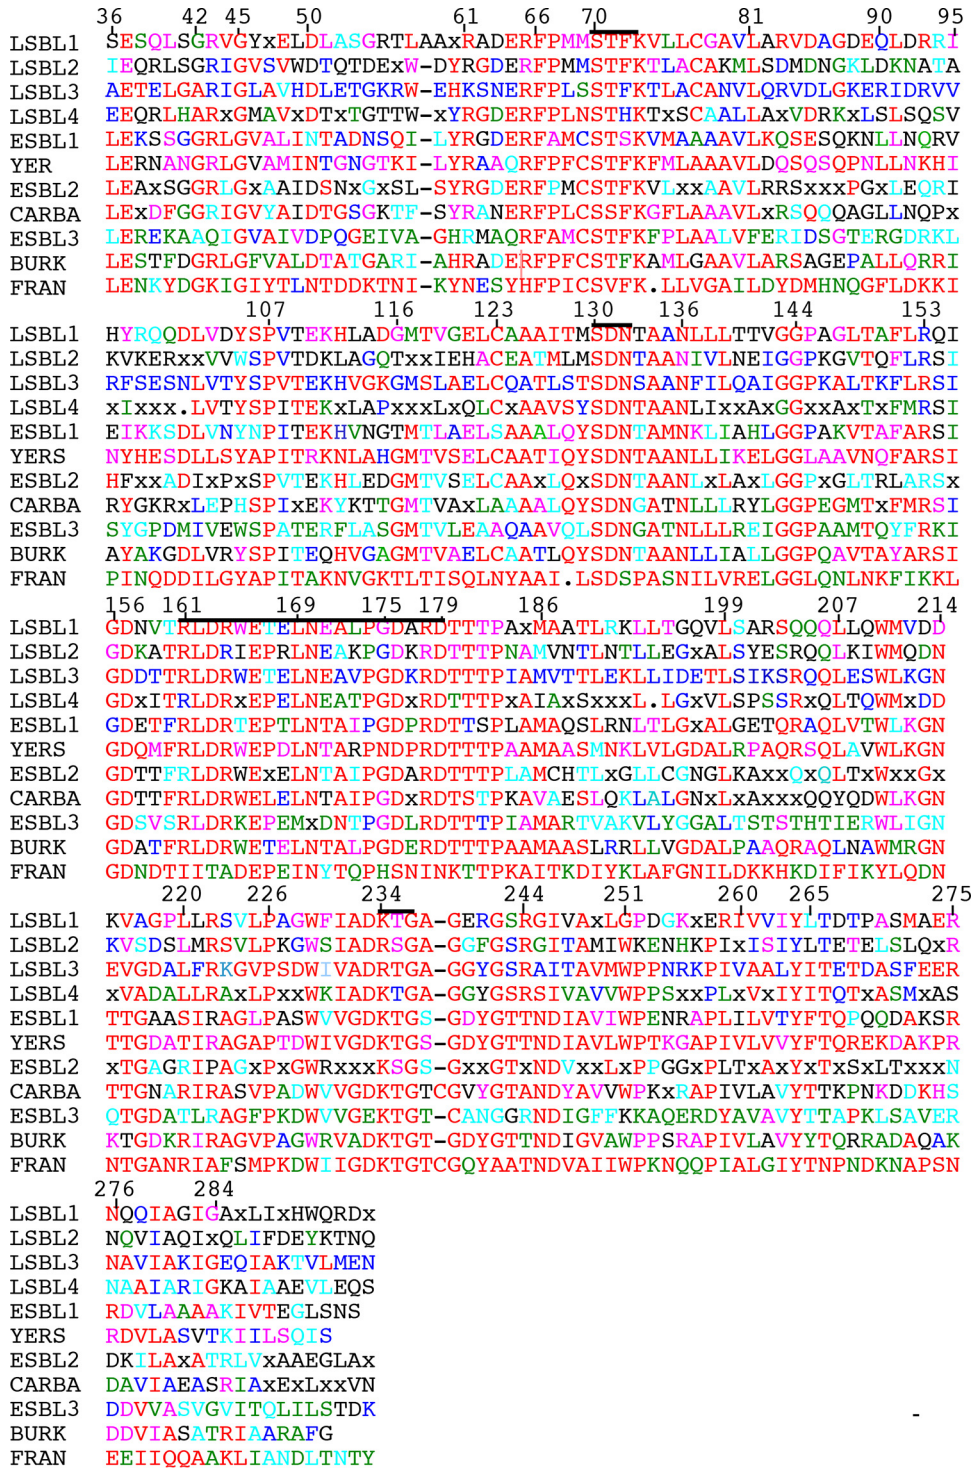 36 42 45 50 61 66 70 81 90 95
LSBL1 SESQLSGRVGYxELDLASGRTLAAxRADERFPMMSTFKVLLCGAVLARVDAGDEQLDRRI
LSBL2 IEQRLSGRIGVSVWDTQTDExW-DYRGDERFPMMSTFKTLACAKMLSDMDNGKLDKNATA
LSBL3 AETELGARIGLAVHDLETGKRW-EHKSNERFPLSSTFKTLACANVLQRVDLGKERIDRVV
LSBL4 EEQRLHARxGMAVxDTxTGTTW-xYRGDERFPLNSTHKTxSCAALLAxVDRKxLSLSQSV
ESBL1 LEKSSGGRLGVALINTADNSQI-LYRGDERFAMCSTSKVMAAAAVLKQSESQKNLLNQRV
YER LERNANGRLGVAMINTGNGTKI-LYRAAQRFPFCSTFKFMLAAAVLDQSQSQPNLLNKHI
ESBL2 LEAxSGGRLGxAAIDSNxGxSL-SYRGDERFPMCSTFKVLxxAAVLRRSxxxPGxLEQRI
CARBA LExDFGGRIGVYAIDTGSGKTF-SYRANERFPLCSSFKGFLAAAVLxRSQQQAGLLNQPx
ESBL3 LEREKAAQIGVAIVDPQGEIVA-GHRMAQRFAMCSTFKFPLAALVFERIDSGTERGDRKL
BURK LESTFDGRLGFVALDTATGARI-AHRADERFPFCSTFKAMLGAAVLARSAGEPALLQRRI
FRAN LENKYDGKIGIYTLNTDDKTNI-KYNESYHFPICSVFK.LLVGAILDYDMHNQGFLDKKI
107 116 123 130 136 144 153
LSBL1 HYRQQDLVDYSPVTEKHLADGMTVGELCAAAITMSDNTAANLLLTTVGGPAGLTAFLRQI
LSBL2 KVKERxxVVWSPVTDKLAGQTxxIEHACEATMLMSDNTAANIVLNEIGGPKGVTQFLRSI
LSBL3 RFSESNLVTYSPVTEKHVGKGMSLAELCQATLSTSDNSAANFILQAIGGPKALTKFLRSI
LSBL4 xIxxx.LVTYSPITEKxLAPxxxLxQLCxAAVSYSDNTAANLIxxAxGGxxAxTxFMRSI
ESBL1 EIKKSDLVNYNPITEKHVNGTMTLAELSAAALQYSDNTAMNKLIAHLGGPAKVTAFARSI
YERS NYHESDLLSYAPITRKNLAHGMTVSELCAATIQYSDNTAANLLIKELGGLAAVNQFARSI
ESBL2 HFxxADIxPxSPVTEKHLEDGMTVSELCAAxLQxSDNTAANLxLAxLGGPxGLTRLARSx
CARBA RYGKRxLEPHSPIxEKYKTTGMTVAxLAAAALQYSDNGATNLLLRYLGGPEGMTxFMRSI
ESBL3 SYGPDMIVEWSPATERFLASGMTVLEAAQAAVQLSDNGATNLLLREIGGPAAMTQYFRKI
BURK AYAKGDLVRYSPITEQHVGAGMTVAELCAATLQYSDNTAANLLIALLGGPQAVTAYARSI
FRAN PINQDDILGYAPITAKNVGKTLTISQLNYAAI.LSDSPASNILVRELGGLQNLNKFIKKL
156 161 169 175 179 186 199 207 214
LSBL1 GDNVTRLDRWETELNEALPGDARDTTTPAxMAATLRKLLTGQVLSARSQQQLLQWMVDD
LSBL2 GDKATRLDRIEPRLNEAKPGDKRDTTTPNAMVNTLNTLLEGxALSYESRQQLKIWMQDN
LSBL3 GDDTTRLDRWETELNEAVPGDKRDTTTPIAMVTTLEKLLIDETLSIKSRQQLESWLKGN
LSBL4 GDxITRLDRxEPELNEATPGDKRDTTTPxAIAxSxxxL.LGxVLSPSSRxQLTQWMxDD
ESBL1 GDETFRLDRTEPTLNTAIPGDPRDTTSPLAMAQSLRNLTLGxALGETQRAQLVTWLKGN
YERS GDQMFRLDRWEPDLNTARPNDPRDTTTPAAMAASMNKLVLGDALRPAQRSQLAVWLKGN
ESBL2 GDTTFRLDRWExELNTAIPGDARDTTTPLAMCHTLxGLLCGNGLKAxxQxQLTxWxxGx
CARBA GDTTFRLDRWELELNTAIPGDxRDTSTPKAVAESLQKLALGNxLxAxxxQQYQDWLKGN
ESBL3 GDSVSRLDRKEPEMxDNTPGDLRDTTTPIAMARTVAKVLYGGALTSTSTHTIERWLIGN
BURK GDATFRLDRWETELNTALPGDERDTTTPAAMAASLRRLLVGDALPAAQRAQLNAWMRGN
FRAN GDNDTIITADEPEINYTQPHSNINKTTPKAITKDIYKLAFGNILDKKHKDIFIKYLQDN
220 226 234 244 251 260 265 275
LSBL1 KVAGPLLRSVLPAGWFIADKTGA-GERGSRGIVAxLGPDGKxERIVVIYLTDTPASMAER
LSBL2 KVSDSLMRSVLPKGWSIADRSGA-GGFGSRGITAMIWKENHKPIxISIYLTETELSLQxR
LSBL3 EVGDALFRKGVPSDWIVADRTGA-GGYGSRAITAVMWPPNRKPIVAALYITETDASFEER
LSBL4 xVADALLRAxLPxxWKIADKTGA-GGYGSRSIVAVVWPPSxxPLxVxIYITQTxASMxAS
ESBL1 TTGAASIRAGLPASWVVGDKTGS-GDYGTTNDIAVIWPENRAPLILVTYFTQPQQDAKSR
YERS TTGDATIRAGAPTDWIVGDKTGS-GDYGTTNDIAVLWPTKGAPIVLVVYFTQREKDAKPR
ESBL2 xTGAGRIPAGxPxGWRxxxKSGS-GxxGTxNDVxxLxPPGGxPLTxAxYxTxSxLTxxxN
CARBA TTGNARIRASVPADWVVGDKTGTCGVYGTANDYAVVWPKxRAPIVLAVYTTKPNKDDKHS
ESBL3 QTGDATLRAGFPKDWVVGEKTGT-CANGGRNDIGFFKKAQERDYAVAVYTTAPKLSAVER
BURK KTGDKRIRAGVPAGWRVADKTGT-GDYGTTNDIGVAWPPSRAPIVLAVYYTQRRADAQAK
FRAN NTGANRIAFSMPKDWIIGDKTGTCGQYAATNDVAIIWPKNQQPIALGIYTNPNDKNAPSN
276 284
LSBL1 NQQIAGIGAxLIxHWQRDx
LSBL2 NQVIAQIxQLIFDEYKTNQ
LSBL3 NAVIAKIGEQIAKTVLMEN
LSBL4 NAAIARIGKAIAAEVLEQS
ESBL1 RDVLAAAAKIVTEGLSNS
YERS RDVLASVTKIILSQIS
ESBL2 DKILAxATRLVxAAEGLAx
CARBA DAVIAEASRIAxExLxxVN
ESBL3 DDVVASVGVITQLILSTDK
BURK DDVIASATRIAARAFG
FRAN EEIIQQAAKLIANDLTNTY